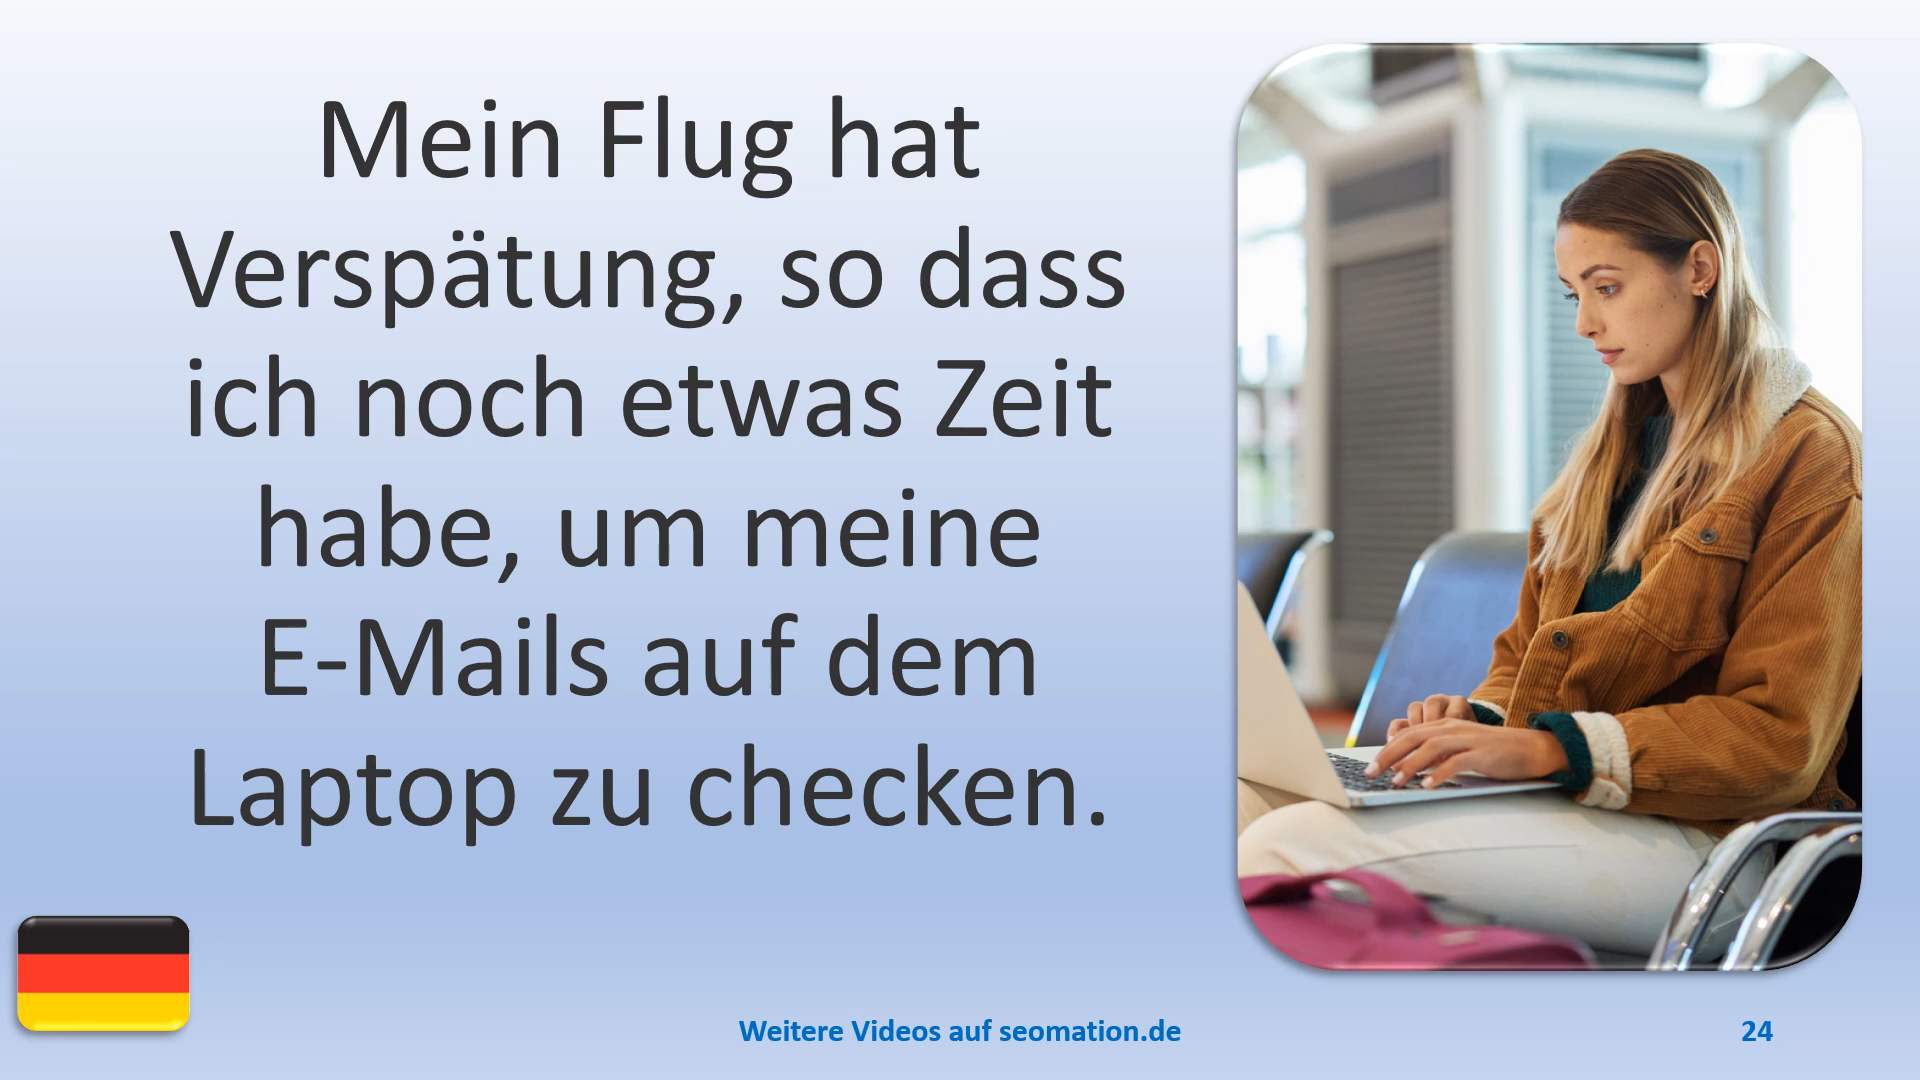 Mein Flug hat
Verspätung, so dass
ich noch etwas Zeit
habe, um meine
E-Mails auf dem
Laptop zu checken.
Weitere Videos auf seomation.de
24